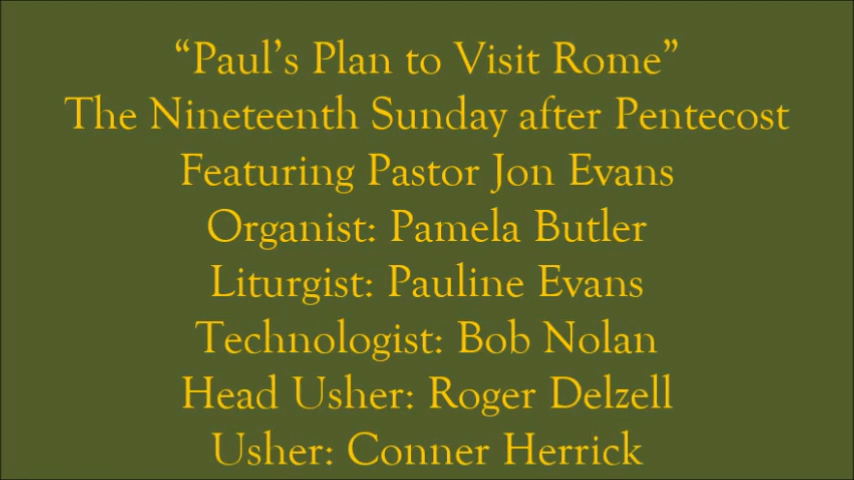 “Paul’s Plan to Visit Rome”
The Nineteenth Sunday after Pentecost
Featuring Pastor Jon Evans
Organist: Pamela Butler
Liturgist: Pauline Evans
Technologist: Bob Nolan
Head Usher: Roger Delzell
Usher: Conner Herrick